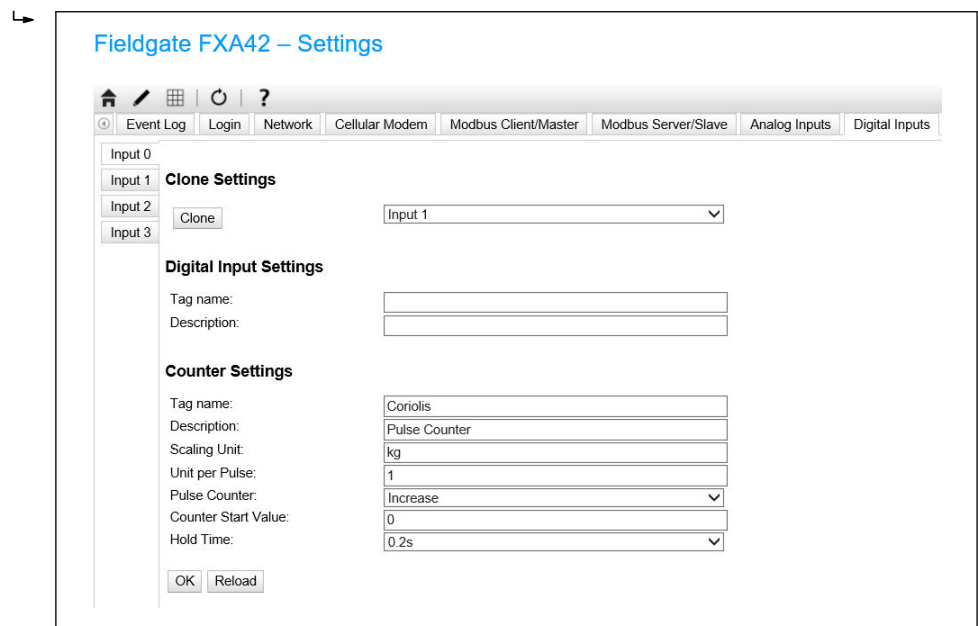 Fieldgate FXA42 – Settings
| | ?
Event Log Login Network Cellular Modem Modbus Client/Master Modbus Server/Slave Analog Inputs Digital Inputs
Input 0
Input 1 Clone Settings
Input 2 Clone Input 1
Input 3
Digital Input Settings
Tag name:
Description:
Counter Settings
Tag name: Coriolis
Description: Pulse Counter
Scaling Unit: kg
Unit per Pulse: 1
Pulse Counter: Increase
Counter Start Value: 0
Hold Time: 0.2s
OK Reload